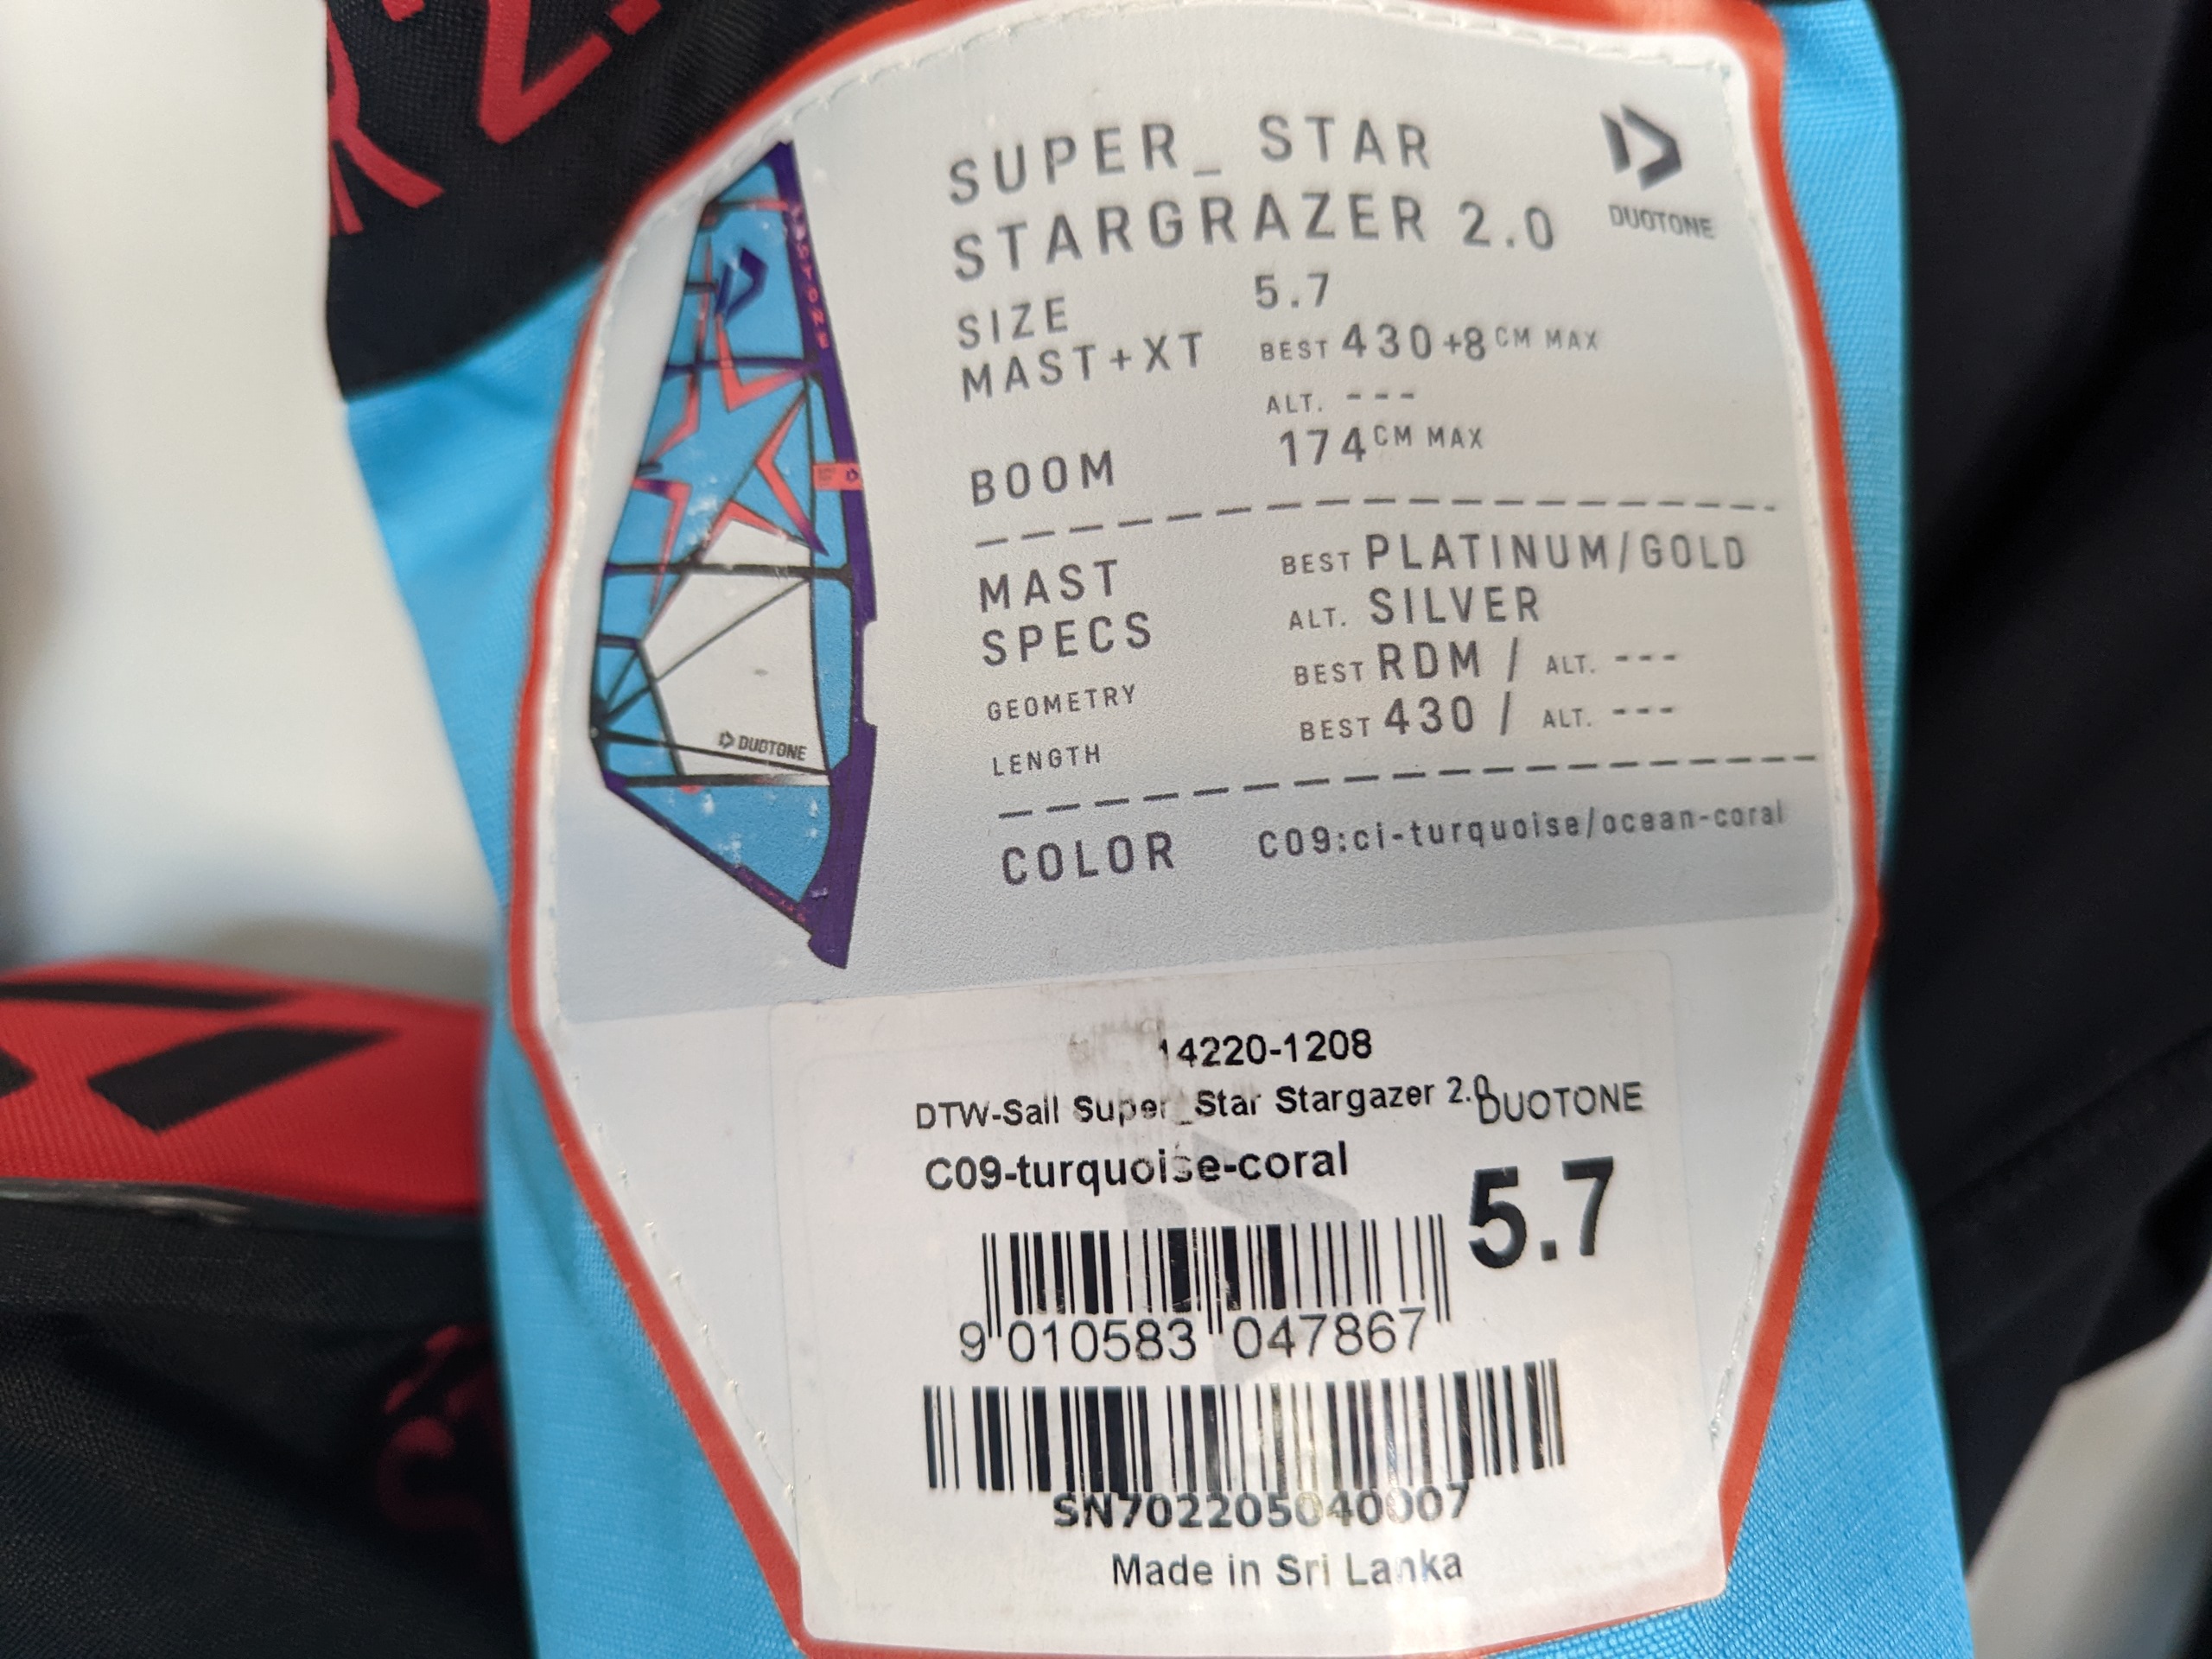 SUPER_ STAR
STARGRAZER 2.0
DUOTONE
SIZE 5.7
MAST+XT BEST 430+8 CM MAX
ALT. ---
BOOM 174 CM MAX
MAST SPECS BEST PLATINUM/GOLD
ALT. SILVER
GEOMETRY BEST RDM / ALT. ---
LENGTH BEST 430 / ALT. ---
COLOR C09:ci-turquoise/ocean-coral
DUOTONE
14220-1208
DTW-Sail Super_Star Stargazer 2.0
DUOTONE
C09-turquoise-coral
5.7
9 010583 047867
SN702205040007
Made in Sri Lanka